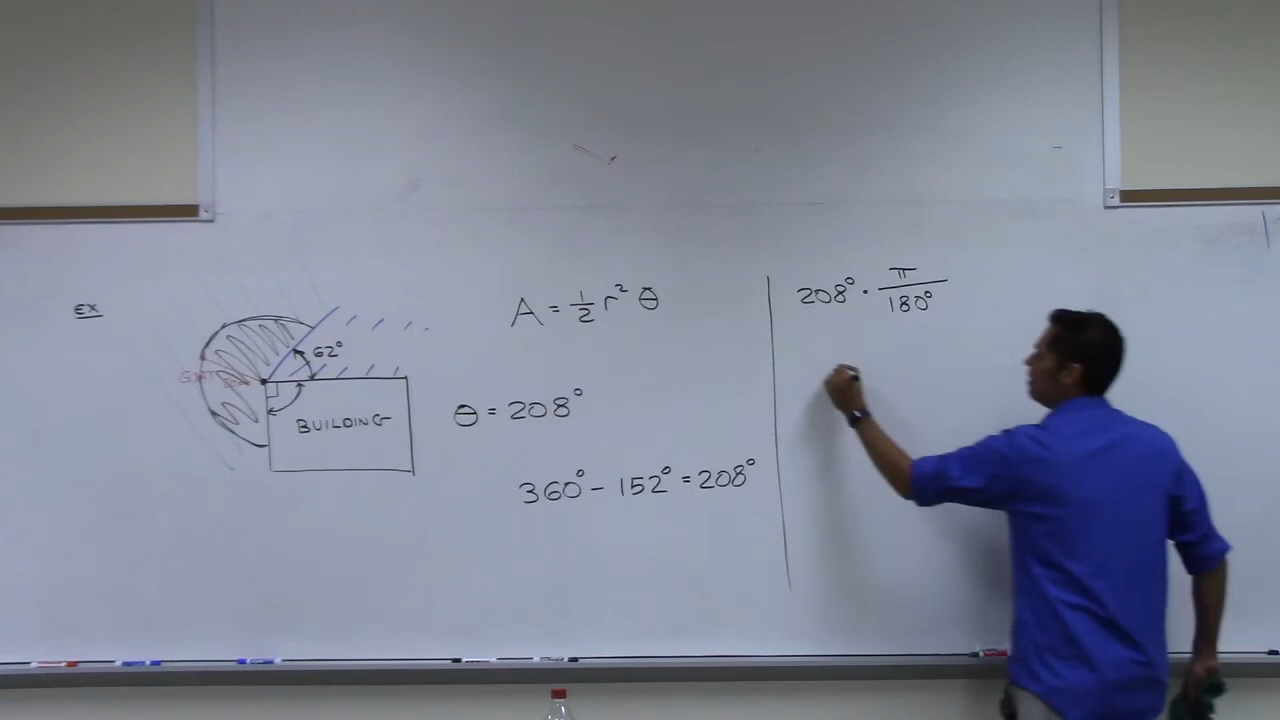 EX
62°
BUILDING
A = 1/2 r² θ
θ = 208°
360° - 152° = 208°
208° · π/180°